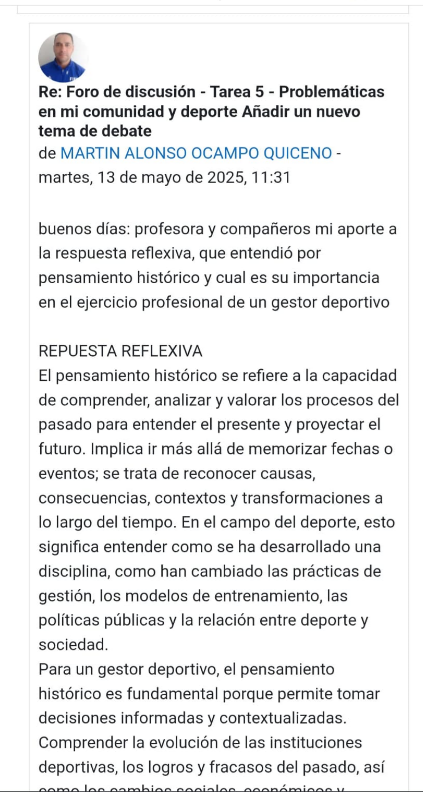 Re: Foro de discusión - Tarea 5 - Problemáticas
en mi comunidad y deporte Añadir un nuevo
tema de debate
de MARTIN ALONSO OCAMPO QUICENO -
martes, 13 de mayo de 2025, 11:31
buenos días: profesora y compañeros mi aporte a
la respuesta reflexiva, que entendió por
pensamiento histórico y cual es su importancia
en el ejercicio profesional de un gestor deportivo
REPUESTA REFLEXIVA
El pensamiento histórico se refiere a la capacidad
de comprender, analizar y valorar los procesos del
pasado para entender el presente y proyectar el
futuro. Implica ir más allá de memorizar fechas o
eventos; se trata de reconocer causas,
consecuencias, contextos y transformaciones a
lo largo del tiempo. En el campo del deporte, esto
significa entender como se ha desarrollado una
disciplina, como han cambiado las prácticas de
gestión, los modelos de entrenamiento, las
políticas públicas y la relación entre deporte y
sociedad.
Para un gestor deportivo, el pensamiento
histórico es fundamental porque permite tomar
decisiones informadas y contextualizadas.
Comprender la evolución de las instituciones
deportivas, los logros y fracasos del pasado, así
como los cambios sociales, económicos y